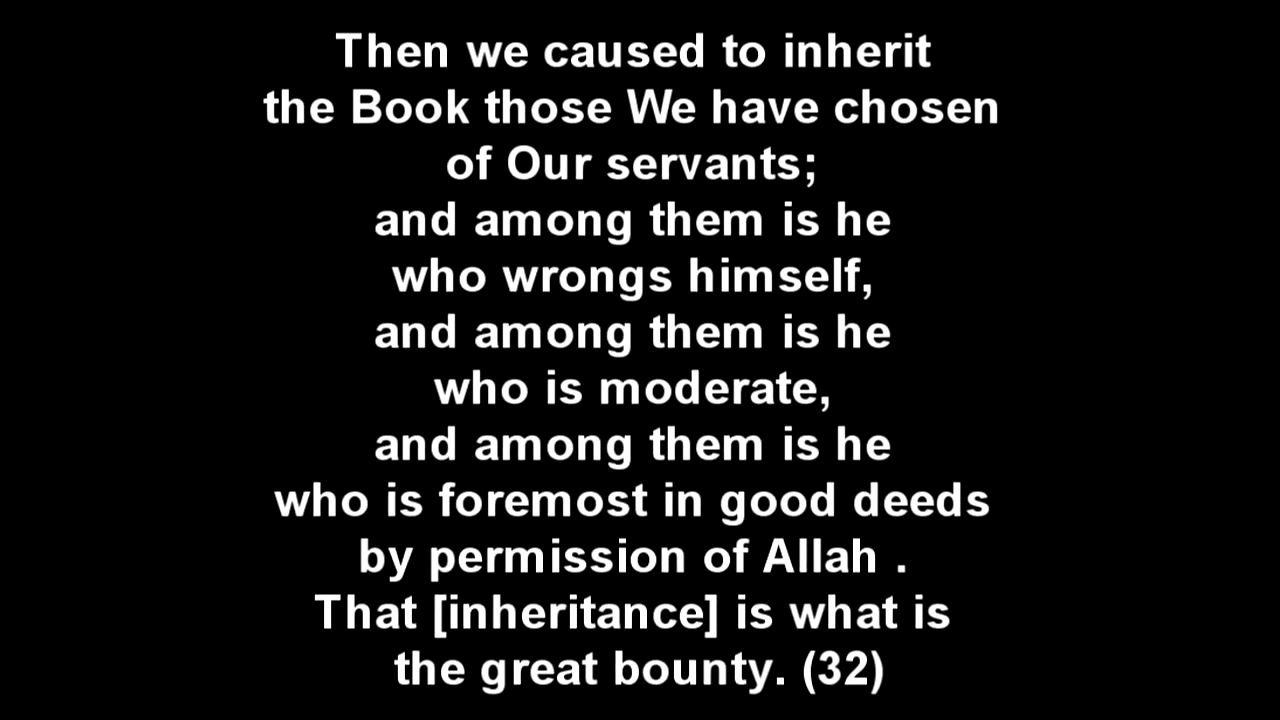 Then we caused to inherit
the Book those We have chosen
of Our servants;
and among them is he
who wrongs himself,
and among them is he
who is moderate,
and among them is he
who is foremost in good deeds
by permission of Allah .
That [inheritance] is what is
the great bounty. (32)